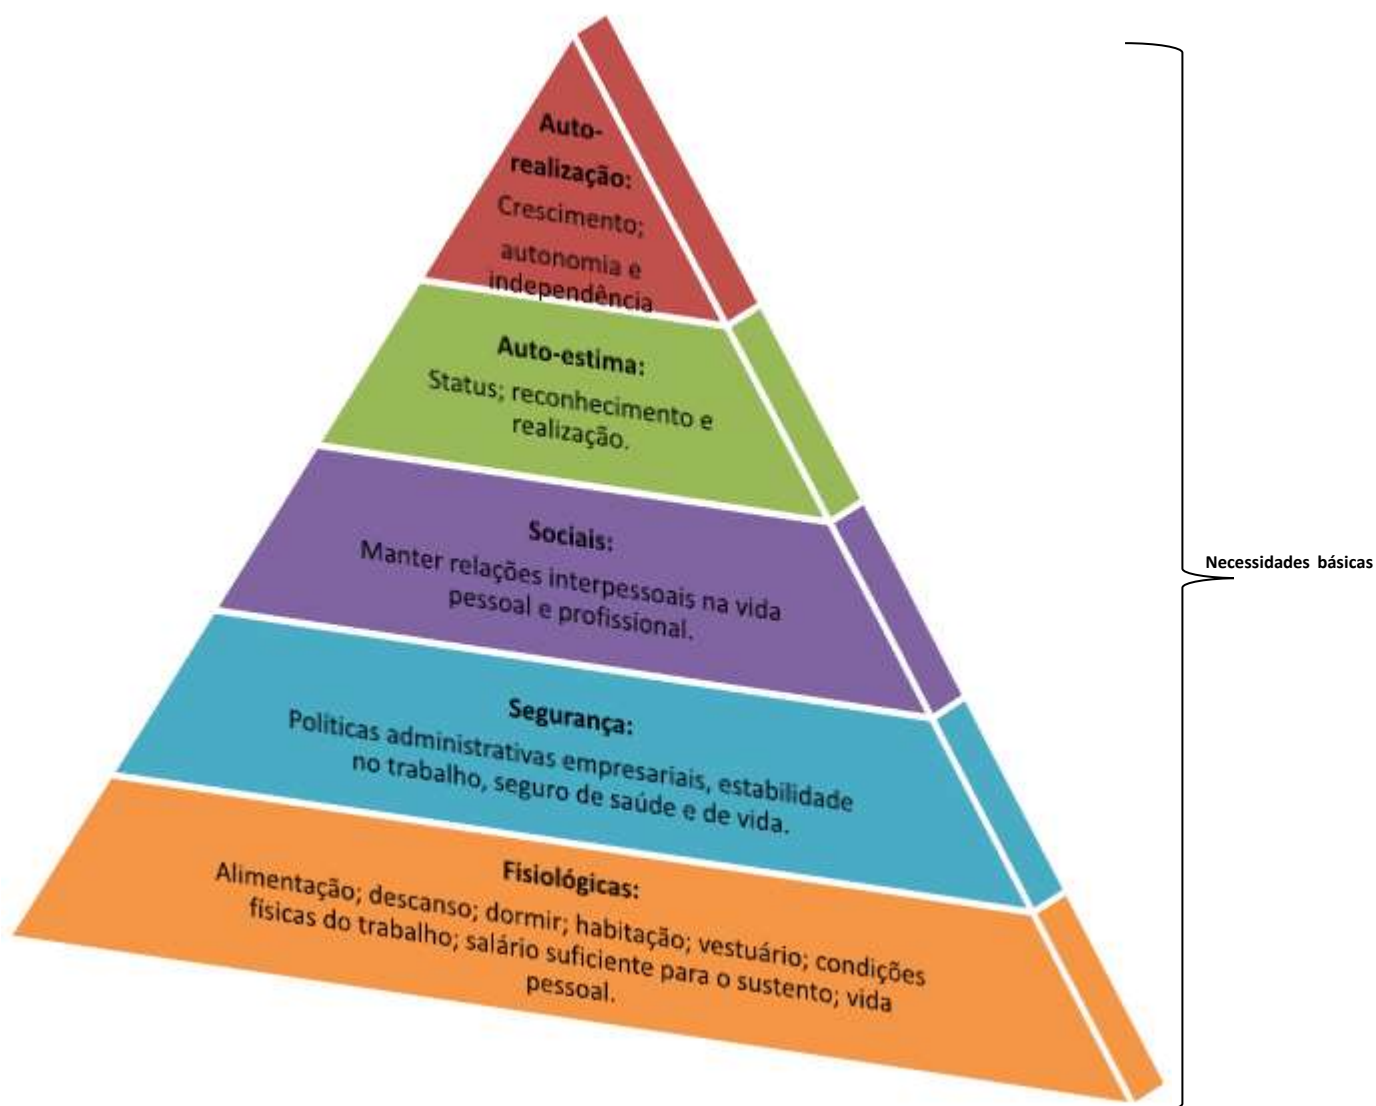 Auto-
realização:
Crescimento;
autonomia e
independência
Auto-estima:
Status; reconhecimento e
realização.
Sociais:
Manter relações interpessoais na vida
pessoal e profissional.
Segurança:
Políticas administrativas empresariais, estabilidade
no trabalho, seguro de saúde e de vida.
Fisiológicas:
Alimentação; descanso; dormir; habitação; vestuário; condições
físicas do trabalho; salário suficiente para o sustento; vida
pessoal.
Necessidades básicas